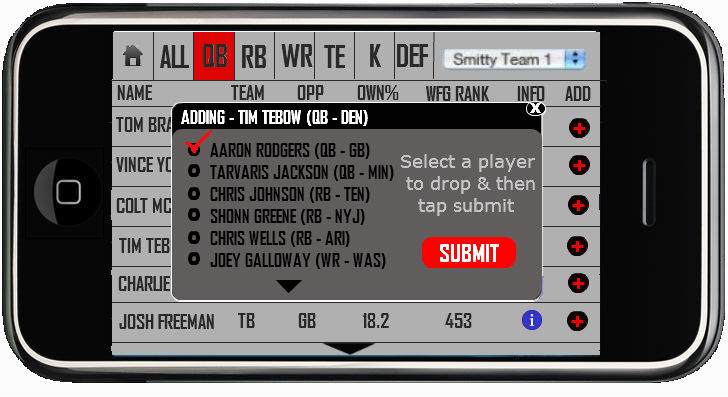 ALL QB RB WR TE K DEF Smitty Team 1
NAME TEAM OPP OWN% WFG RANK INFO ADD
X
ADDING - TIM TEBOW (QB - DEN)
TOM BRA
VINCE YO
COLT MC
TIM TEB
CHARLIE
AARON RODGERS (QB - GB)
TARVARIS JACKSON (QB - MIN)
CHRIS JOHNSON (RB - TEN)
SHONN GREENE (RB - NYJ)
CHRIS WELLS (RB - ARI)
JOEY GALLOWAY (WR - WAS)
Select a player
to drop & then
tap submit
SUBMIT
JOSH FREEMAN TB GB 18.2 453 i